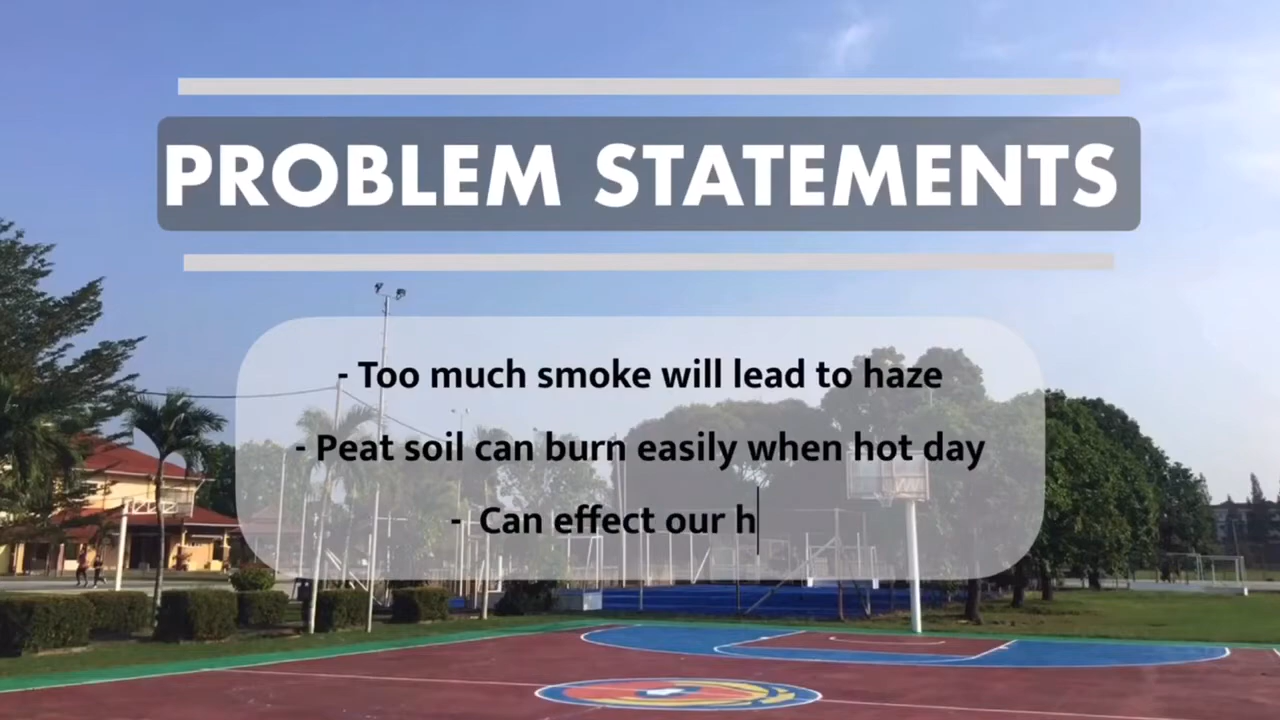 PROBLEM STATEMENTS
- Too much smoke will lead to haze
- Peat soil can burn easily when hot day
- Can effect our h